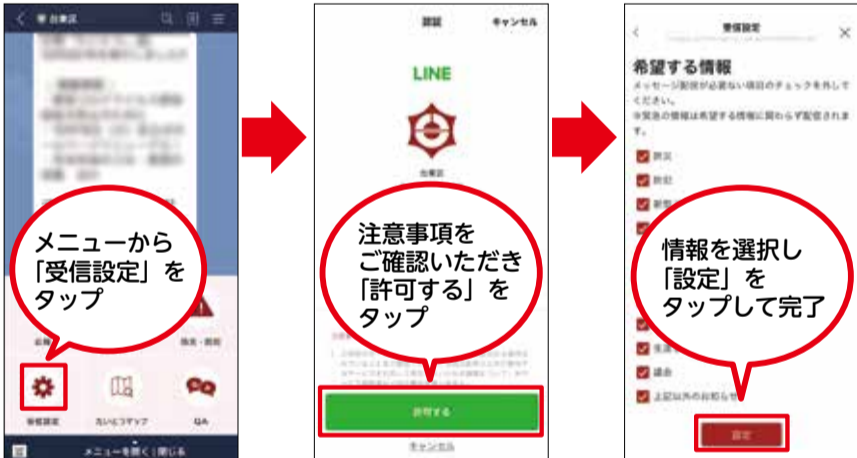 台東区
メニューから
「受信設定」を
タップ
受信設定
たいとうマップ
Q&A
メニューを開く｜閉じる
認証
キャンセル
LINE
台東区
注意事項を
ご確認いただき
「許可する」を
タップ
許可する
キャンセル
受信設定
希望する情報
メッセージ配信が必要ない項目のチェックを外して
ください。
※緊急の情報は希望する情報に関わらず配信されま
す。
防災
防犯
情報を選択し
「設定」を
タップして完了
議会
上記以外のお知らせ
設定